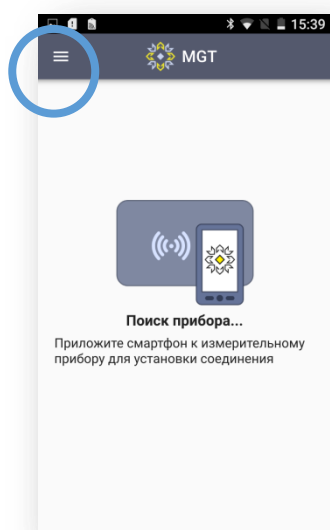 15:39
MGT
Поиск прибора...
Приложите смартфон к измерительному
прибору для установки соединения